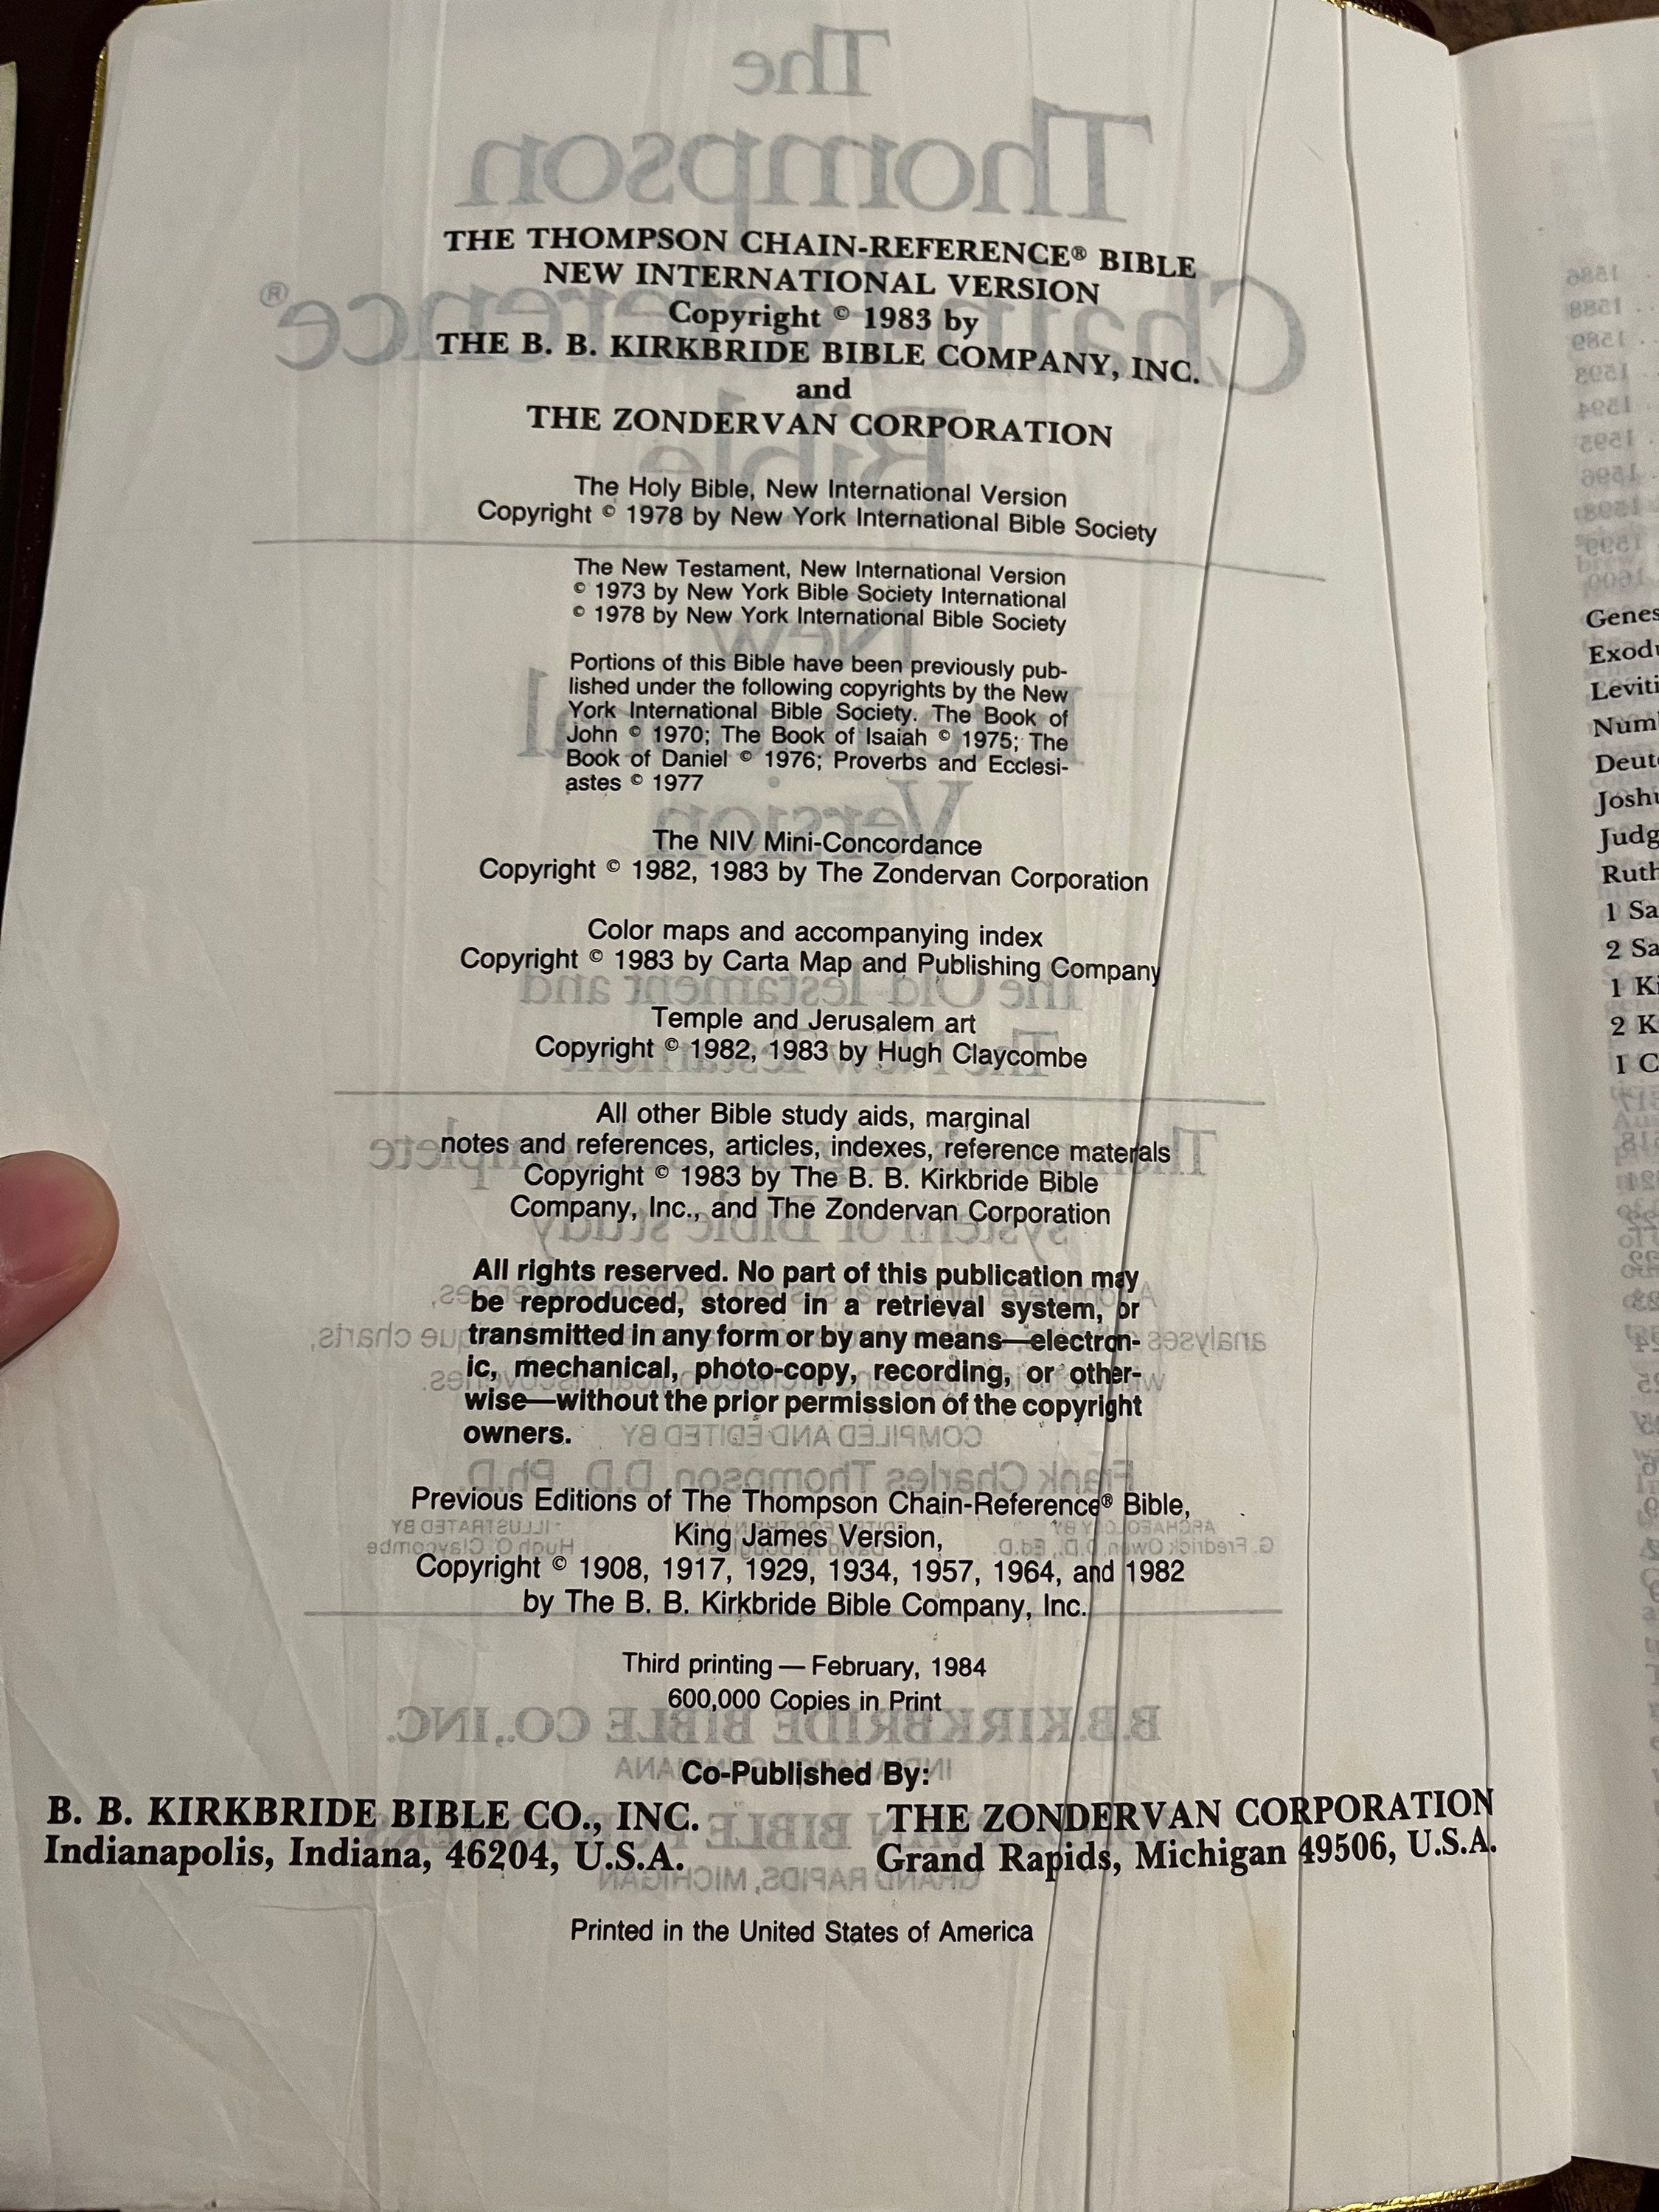 THE THOMPSON CHAIN-REFERENCE® BIBLE
NEW INTERNATIONAL VERSION
Copyright © 1983 by
THE B. B. KIRKBRIDE BIBLE COMPANY, INC.
and
THE ZONDERVAN CORPORATION
The Holy Bible, New International Version
Copyright © 1978 by New York International Bible Society
The New Testament, New International Version
© 1973 by New York Bible Society International
© 1978 by New York International Bible Society
Portions of this Bible have been previously pub-
lished under the following copyrights by the New
York International Bible Society. The Book of
John © 1970; The Book of Isaiah © 1975; The
Book of Daniel © 1976; Proverbs and Ecclesi-
astes © 1977
The NIV Mini-Concordance
Copyright © 1982, 1983 by The Zondervan Corporation
Color maps and accompanying index
Copyright © 1983 by Carta Map and Publishing Company
Temple and Jerusalem art
Copyright © 1982, 1983 by Hugh Claycombe
All other Bible study aids, marginal
notes and references, articles, indexes, reference materals
Copyright © 1983 by The B. B. Kirkbride Bible
Company, Inc., and The Zondervan Corporation
All rights reserved. No part of this publication may
be reproduced, stored in a retrieval system, or
transmitted in any form or by any means—electron-
ic, mechanical, photo-copy, recording, or other-
wise—without the prior permission of the copyright
owners.
Previous Editions of The Thompson Chain-Reference® Bible,
King James Version,
Copyright © 1908, 1917, 1929, 1934, 1957, 1964, and 1982
by The B. B. Kirkbride Bible Company, Inc.
Third printing — February, 1984
600,000 Copies in Print
Co-Published By:
B. B. KIRKBRIDE BIBLE CO., INC.
Indianapolis, Indiana, 46204, U.S.A.
THE ZONDERVAN CORPORATION
Grand Rapids, Michigan 49506, U.S.A.
Printed in the United States of America
Genes
Exodu
Leviti
Num
Deut
Josh
Judg
Ruth
1 Sa
2 Sa
1 Ki
2 K
1 C